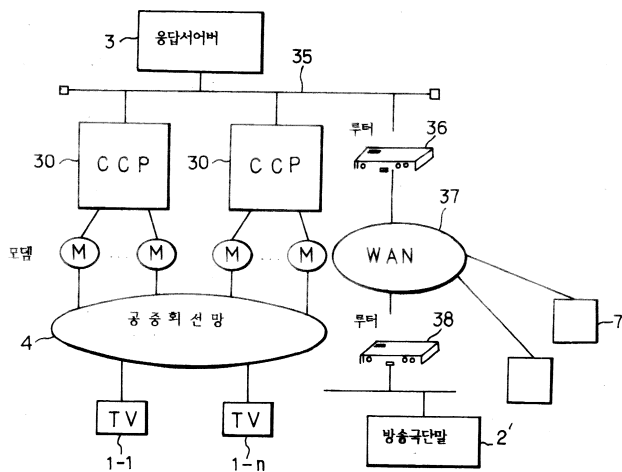 3
응답서어버
35
30
CCP
30
CCP
루터
36
37
모뎀
M ... M
M ... M
WAN
4
공중회선망
루터
38
7
TV
TV
1-1
1-n
방송국단말
2'